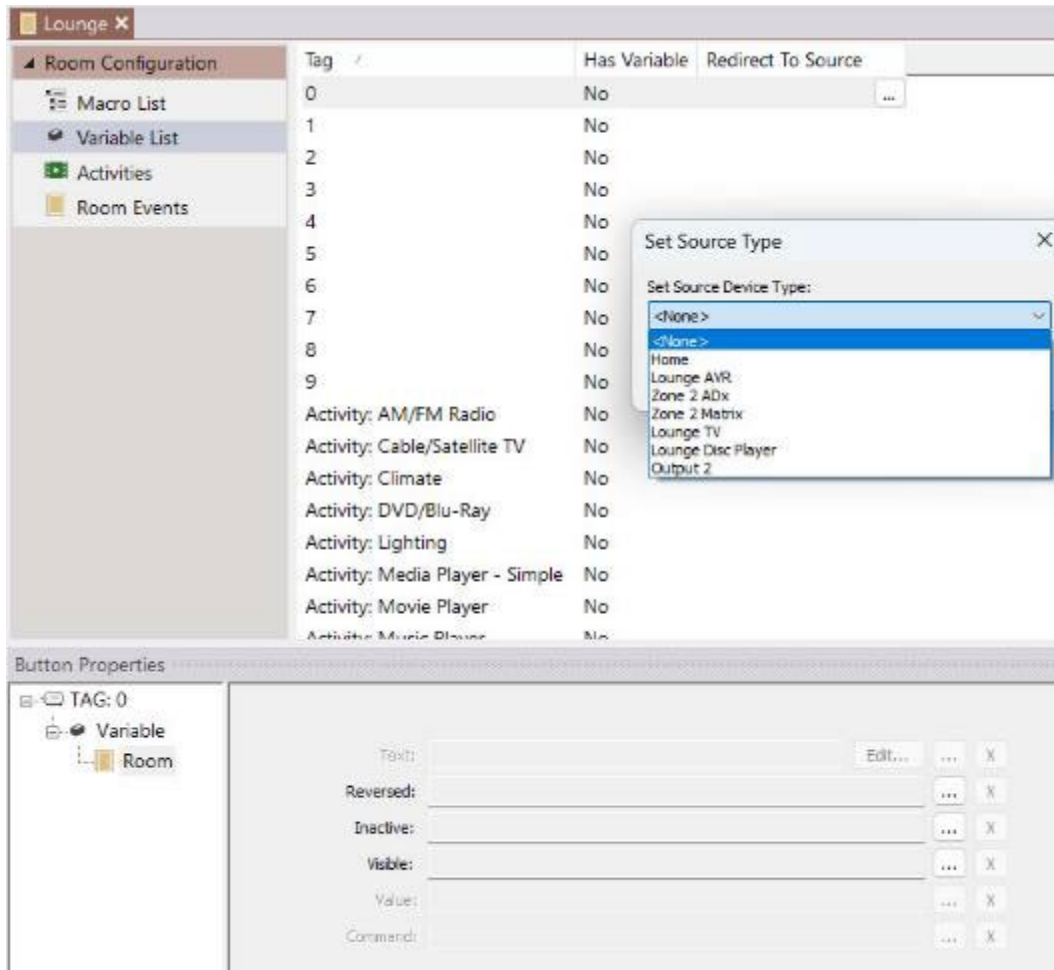 Lounge X
Room Configuration
Macro List
Variable List
Activities
Room Events
Tag Has Variable Redirect To Source
0 No ...
1 No
2 No
3 No
4 No
5 No
6 No
7 No
8 No
9 No
Activity: AM/FM Radio No
Activity: Cable/Satellite TV No
Activity: Climate No
Activity: DVD/Blu-Ray No
Activity: Lighting No
Activity: Media Player - Simple No
Activity: Movie Player No
Activity: Music Player No
Set Source Type
Set Source Device Type:
<None>
<None>
Home
Lounge AVR
Zone 2 ADx
Zone 2 Matrix
Lounge TV
Lounge Disc Player
Output 2
Button Properties
TAG: 0
Variable
Room
Text: Edit... ... X
Reversed: ... X
Inactive: ... X
Visible: ... X
Value: ... X
Command: ... X